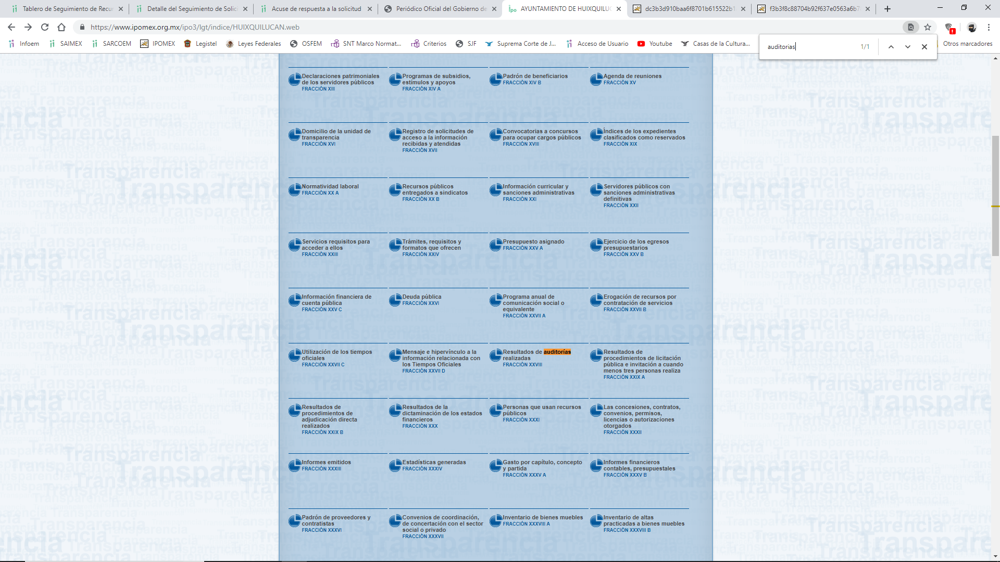 Tablero de Seguimiento de Recur
Detalle del Seguimiento de Solici
Acuse de respuesta a la solicitud
Periódico Oficial del Gobierno de
AYUNTAMIENTO DE HUIXQUILUC
dc3b3d910baa6f8701b615522b1
f3b3f8c88704b92f637e0563a6b7
https://www.ipomex.org.mx/ipo3/lgt/indice/HUIXQUILUCAN.web
Infoem
SAIMEX
SARCOEM
IPOMEX
Legistel
Leyes Federales
OSFEM
SNT Marco Normat...
Criterios
SJF
Suprema Corte de J...
Acceso de Usuario
Youtube
Casas de la Cultura...
Otros marcadores
auditorias
1/1
Declaraciones patrimoniales
de los servidores públicos
FRACCIÓN XIII
Programas de subsidios,
estímulos y apoyos
FRACCIÓN XIV A
Padrón de beneficiarios
FRACCIÓN XIV B
Agenda de reuniones
FRACCIÓN XV
Domicilio de la unidad de
transparencia
FRACCIÓN XVI
Registro de solicitudes de
acceso a la información
recibidas y atendidas
FRACCIÓN XVII
Convocatorias a concursos
para ocupar cargos públicos
FRACCIÓN XVIII
Índices de los expedientes
clasificados como reservados
FRACCIÓN XIX
Normatividad laboral
FRACCIÓN XX A
Recursos públicos
entregados a sindicatos
FRACCIÓN XX B
Información curricular y
sanciones administrativas
FRACCIÓN XXI
Servidores públicos con
sanciones administrativas
definitivas
FRACCIÓN XXII
Servicios requisitos para
acceder a ellos
FRACCIÓN XXIII
Trámites, requisitos y
formatos que ofrecen
FRACCIÓN XXIV
Presupuesto asignado
FRACCIÓN XXV A
Ejercicio de los egresos
presupuestarios
FRACCIÓN XXV B
Información financiera de
cuenta pública
FRACCIÓN XXV C
Deuda pública
FRACCIÓN XXVI
Programa anual de
comunicación social o
equivalente
FRACCIÓN XXVII A
Erogación de recursos por
contratación de servicios
FRACCIÓN XXVII B
Utilización de los tiempos
oficiales
FRACCIÓN XXVII C
Mensaje e hipervínculo a la
información relacionada con
los Tiempos Oficiales
FRACCIÓN XXVII D
Resultados de auditorías
realizadas
FRACCIÓN XXVIII
Resultados de
procedimientos de licitación
pública e invitación a cuando
menos tres personas realiza
FRACCIÓN XXIX A
Resultados de
procedimientos de
adjudicación directa
realizados
FRACCIÓN XXIX B
Resultados de la
dictaminación de los estados
financieros
FRACCIÓN XXX
Personas que usan recursos
públicos
FRACCIÓN XXXI
Las concesiones, contratos,
convenios, permisos,
licencias o autorizaciones
otorgados
FRACCIÓN XXXII
Informes emitidos
FRACCIÓN XXXIII
Estadísticas generadas
FRACCIÓN XXXIV
Gasto por capítulo, concepto
y partida
FRACCIÓN XXXV A
Informes financieros
contables, presupuestales
FRACCIÓN XXXV B
Padrón de proveedores y
contratistas
FRACCIÓN XXXVI
Convenios de coordinación,
de concertación con el sector
social o privado
FRACCIÓN XXXVII
Inventario de bienes muebles
FRACCIÓN XXXVIII A
Inventario de altas
practicadas a bienes muebles
FRACCIÓN XXXVIII B